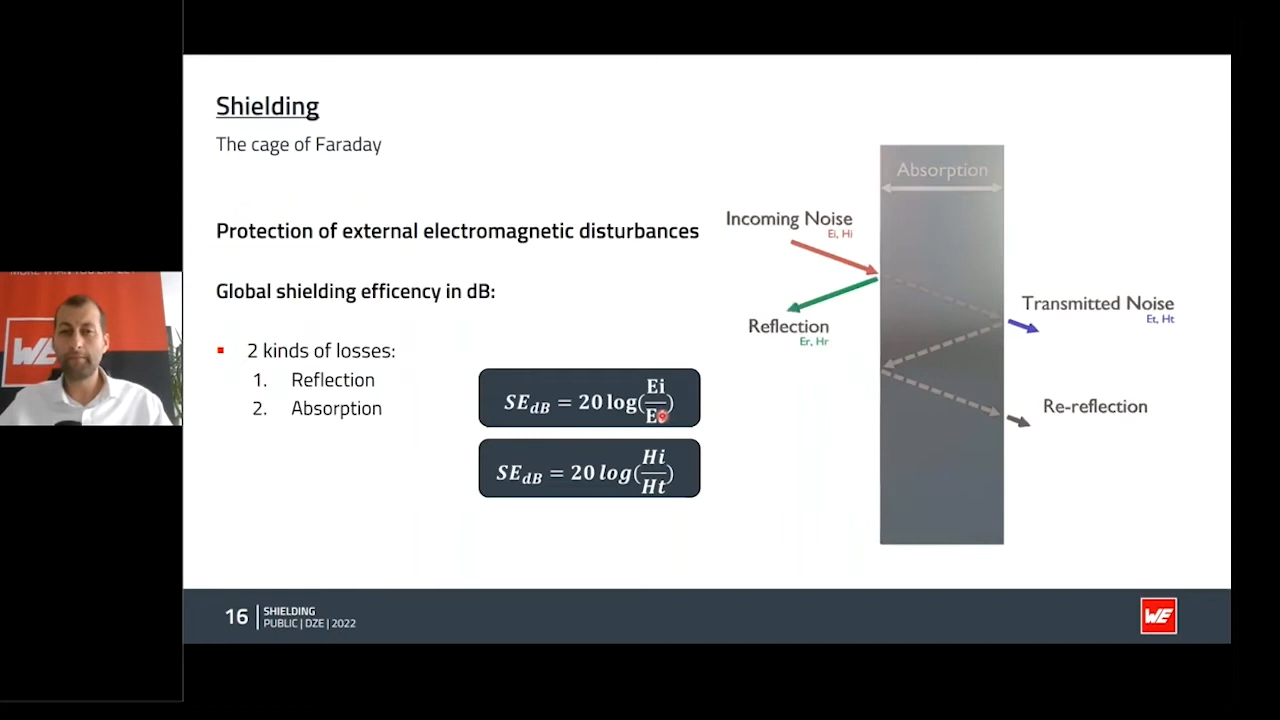 Shielding
The cage of Faraday
Protection of external electromagnetic disturbances
Global shielding efficency in dB:
2 kinds of losses:
1. Reflection
2. Absorption
SE_dB = 20 log(Ei/E)
SE_dB = 20 log(Hi/Ht)
Absorption
Incoming Noise
Ei, Hi
Reflection
Er, Hr
Transmitted Noise
Et, Ht
Re-reflection
16
SHIELDING
PUBLIC | DZE | 2022
WE
WE